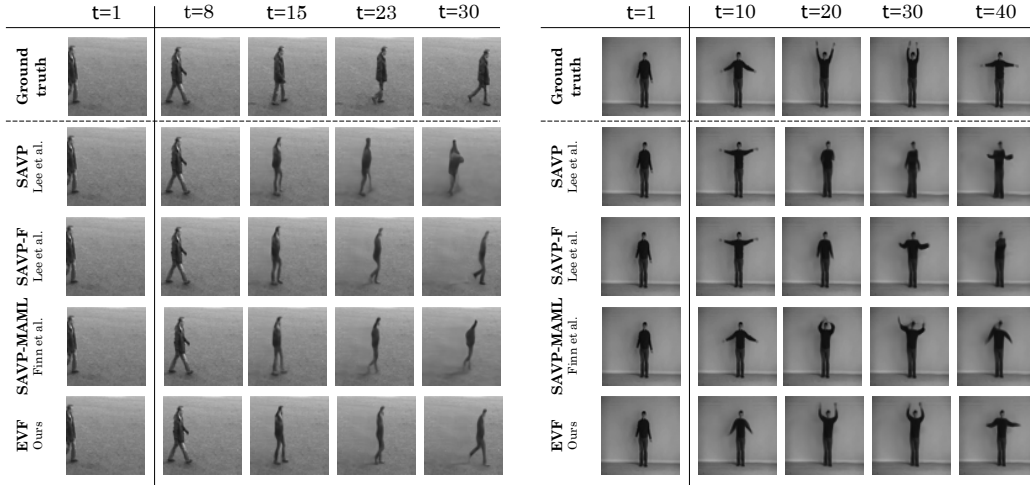 t=1 t=8 t=15 t=23 t=30
Ground
truth
SAVP
Lee et al.
SAVP-F
Lee et al.
SAVP-MAML
Finn et al.
EVF
Ours
t=1 t=10 t=20 t=30 t=40
Ground
truth
SAVP
Lee et al.
SAVP-F
Lee et al.
SAVP-MAML
Finn et al.
EVF
Ours